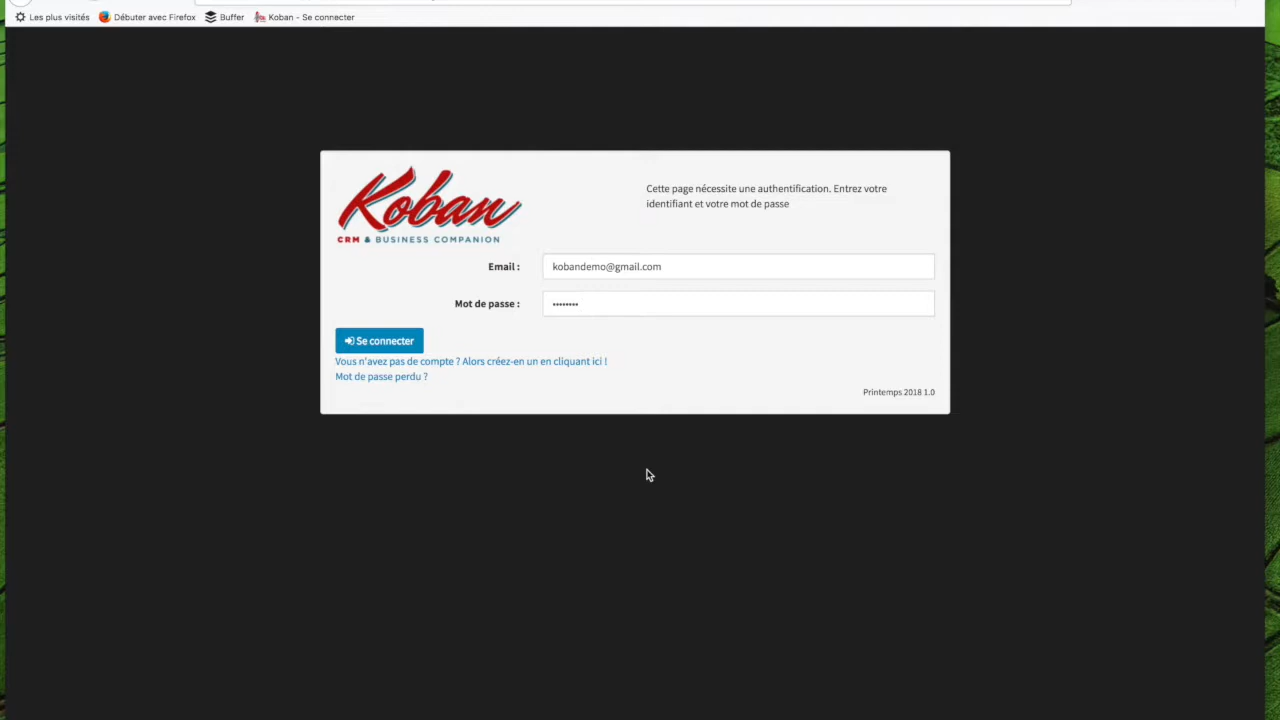 Les plus visités Débuter avec Firefox Buffer Koban - Se connecter
Koban
CRM & BUSINESS COMPANION
Cette page nécessite une authentification. Entrez votre
identifiant et votre mot de passe
Email : kobandemo@gmail.com
Mot de passe : ••••••••
Se connecter
Vous n'avez pas de compte ? Alors créez-en un en cliquant ici !
Mot de passe perdu ?
Printemps 2018 1.0